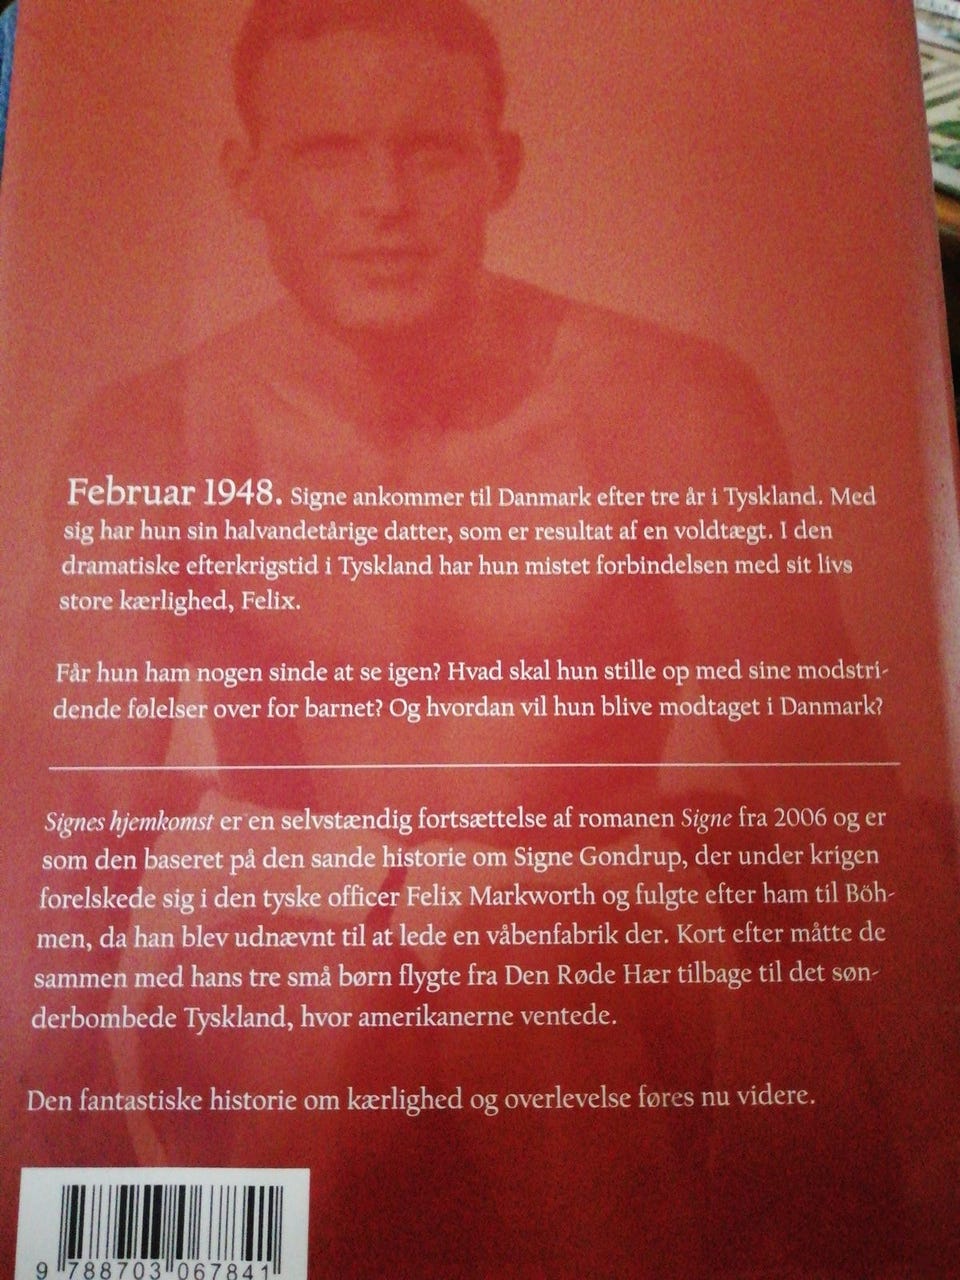 Februar 1948. Signe ankommer til Danmark efter tre år i Tyskland. Med
sig har hun sin halvandetårige datter, som er resultat af en voldtægt. I den
dramatiske efterkrigstid i Tyskland har hun mistet forbindelsen med sit livs
store kærlighed, Felix.
Får hun ham nogen sinde at se igen? Hvad skal hun stille op med sine modstri-
dende følelser over for barnet? Og hvordan vil hun blive modtaget i Danmark?
Signes hjemkomst er en selvstændig fortsættelse af romanen Signe fra 2006 og er
som den baseret på den sande historie om Signe Gondrup, der under krigen
forelskede sig i den tyske officer Felix Markworth og fulgte efter ham til Böh-
men, da han blev udnævnt til at lede en våbenfabrik der. Kort efter måtte de
sammen med hans tre små børn flygte fra Den Røde Hær tilbage til det søn-
derbombede Tyskland, hvor amerikanerne ventede.
Den fantastiske historie om kærlighed og overlevelse føres nu videre.
9 788703 067841